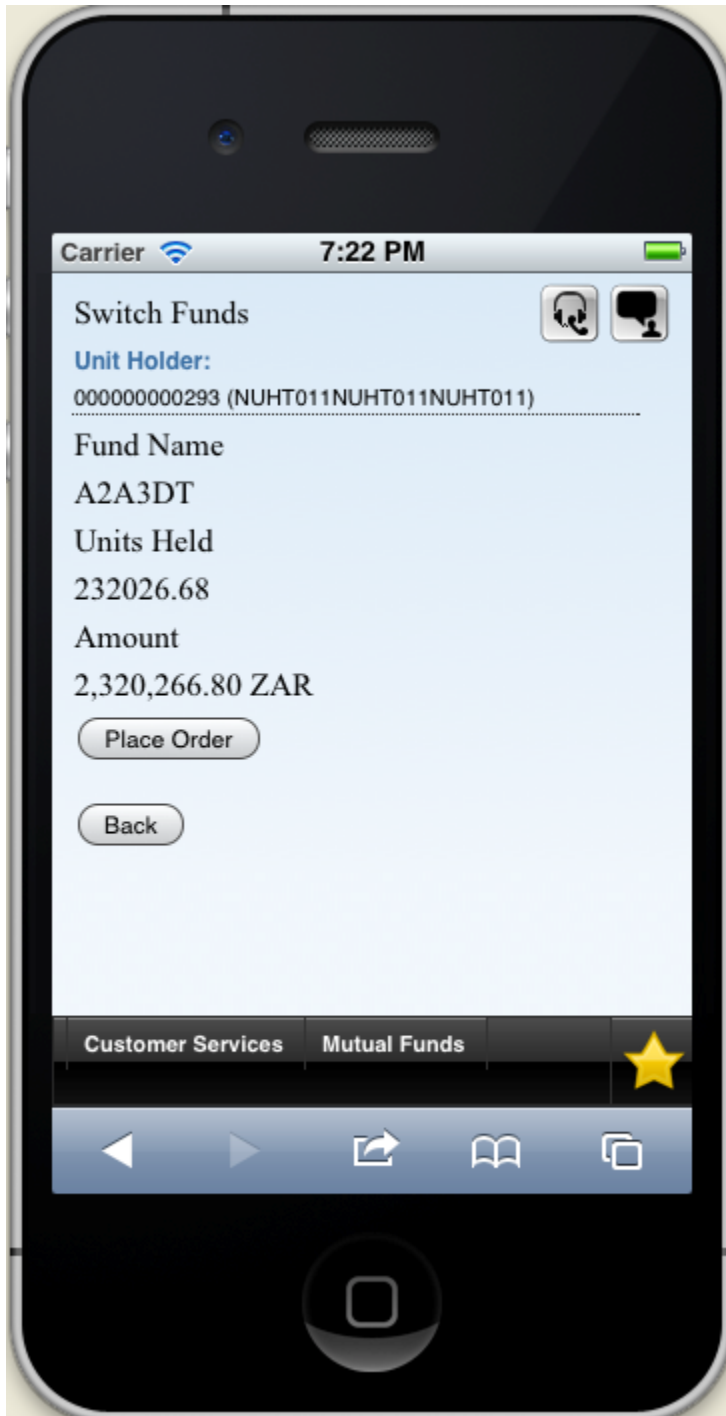 Carrier 7:22 PM
Switch Funds
Unit Holder:
000000000293 (NUHT011NUHT011NUHT011)
Fund Name
A2A3DT
Units Held
232026.68
Amount
2,320,266.80 ZAR
Place Order
Back
Customer Services Mutual Funds